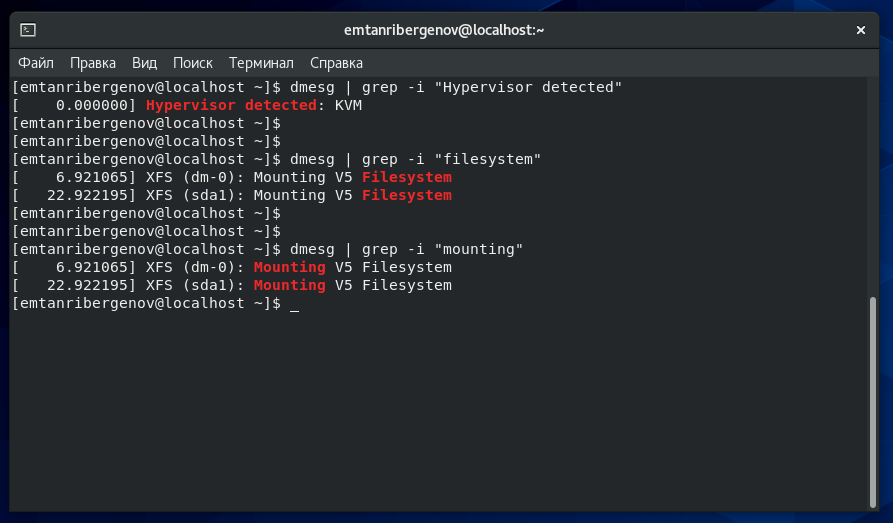 emtanribergenov@localhost:~
Файл Правка Вид Поиск Терминал Справка
[emtanribergenov@localhost ~]$ dmesg | grep -i "Hypervisor detected"
[    0.000000] Hypervisor detected: KVM
[emtanribergenov@localhost ~]$
[emtanribergenov@localhost ~]$
[emtanribergenov@localhost ~]$ dmesg | grep -i "filesystem"
[    6.921065] XFS (dm-0): Mounting V5 Filesystem
[   22.922195] XFS (sda1): Mounting V5 Filesystem
[emtanribergenov@localhost ~]$
[emtanribergenov@localhost ~]$
[emtanribergenov@localhost ~]$ dmesg | grep -i "mounting"
[    6.921065] XFS (dm-0): Mounting V5 Filesystem
[   22.922195] XFS (sda1): Mounting V5 Filesystem
[emtanribergenov@localhost ~]$ _